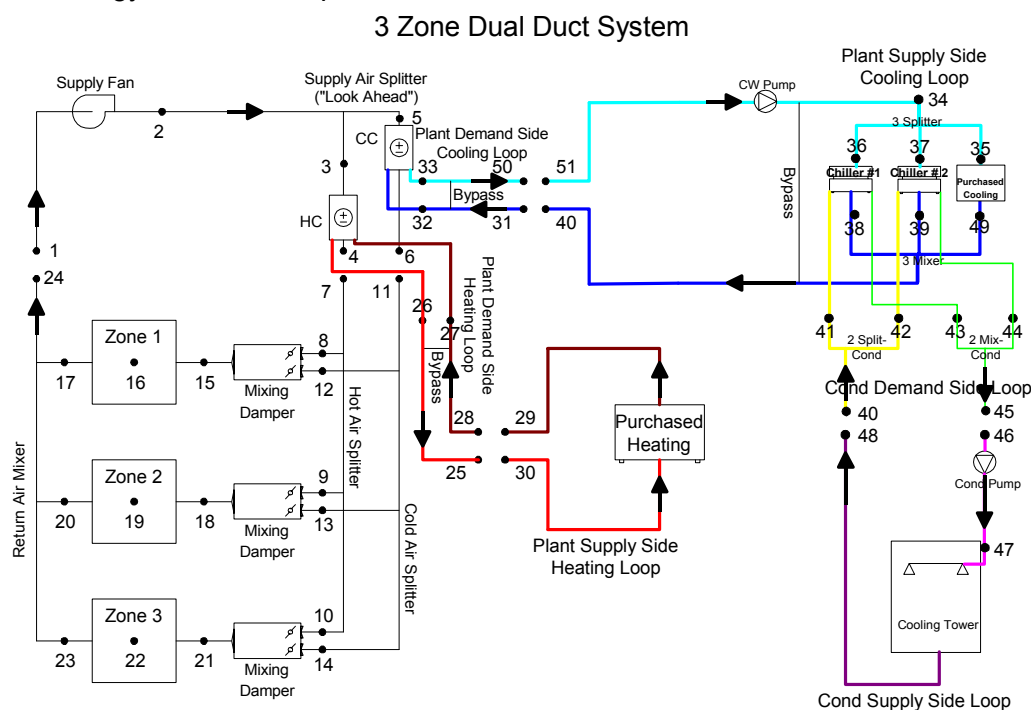 3 Zone Dual Duct System
Supply Fan
Supply Air Splitter
("Look Ahead")
Plant Supply Side
Cooling Loop
CW Pump
34
2
5
CC
Plant Demand Side
Cooling Loop
3 Splitter
36
37
35
3
33
50
51
Chiller #1
Chiller # 2
Purchased
Cooling
Bypass
Bypass
HC
32
31
40
38
39
49
1
4
6
3 Mixer
24
7
11
26
27
Plant Demand Side
Heating Loop
41
42
43
44
Zone 1
8
2 Split-
Cond
2 Mix-
Cond
17
16
15
12
Mixing
Damper
Bypass
Cond Demand Side Loop
28
29
Purchased
Heating
40
45
48
46
Hot Air Splitter
25
30
Cond Pump
Zone 2
9
20
19
18
13
Mixing
Damper
Return Air Mixer
Cold Air Splitter
Plant Supply Side
Heating Loop
47
Zone 3
10
Cooling Tower
23
22
21
14
Mixing
Damper
Cond Supply Side Loop